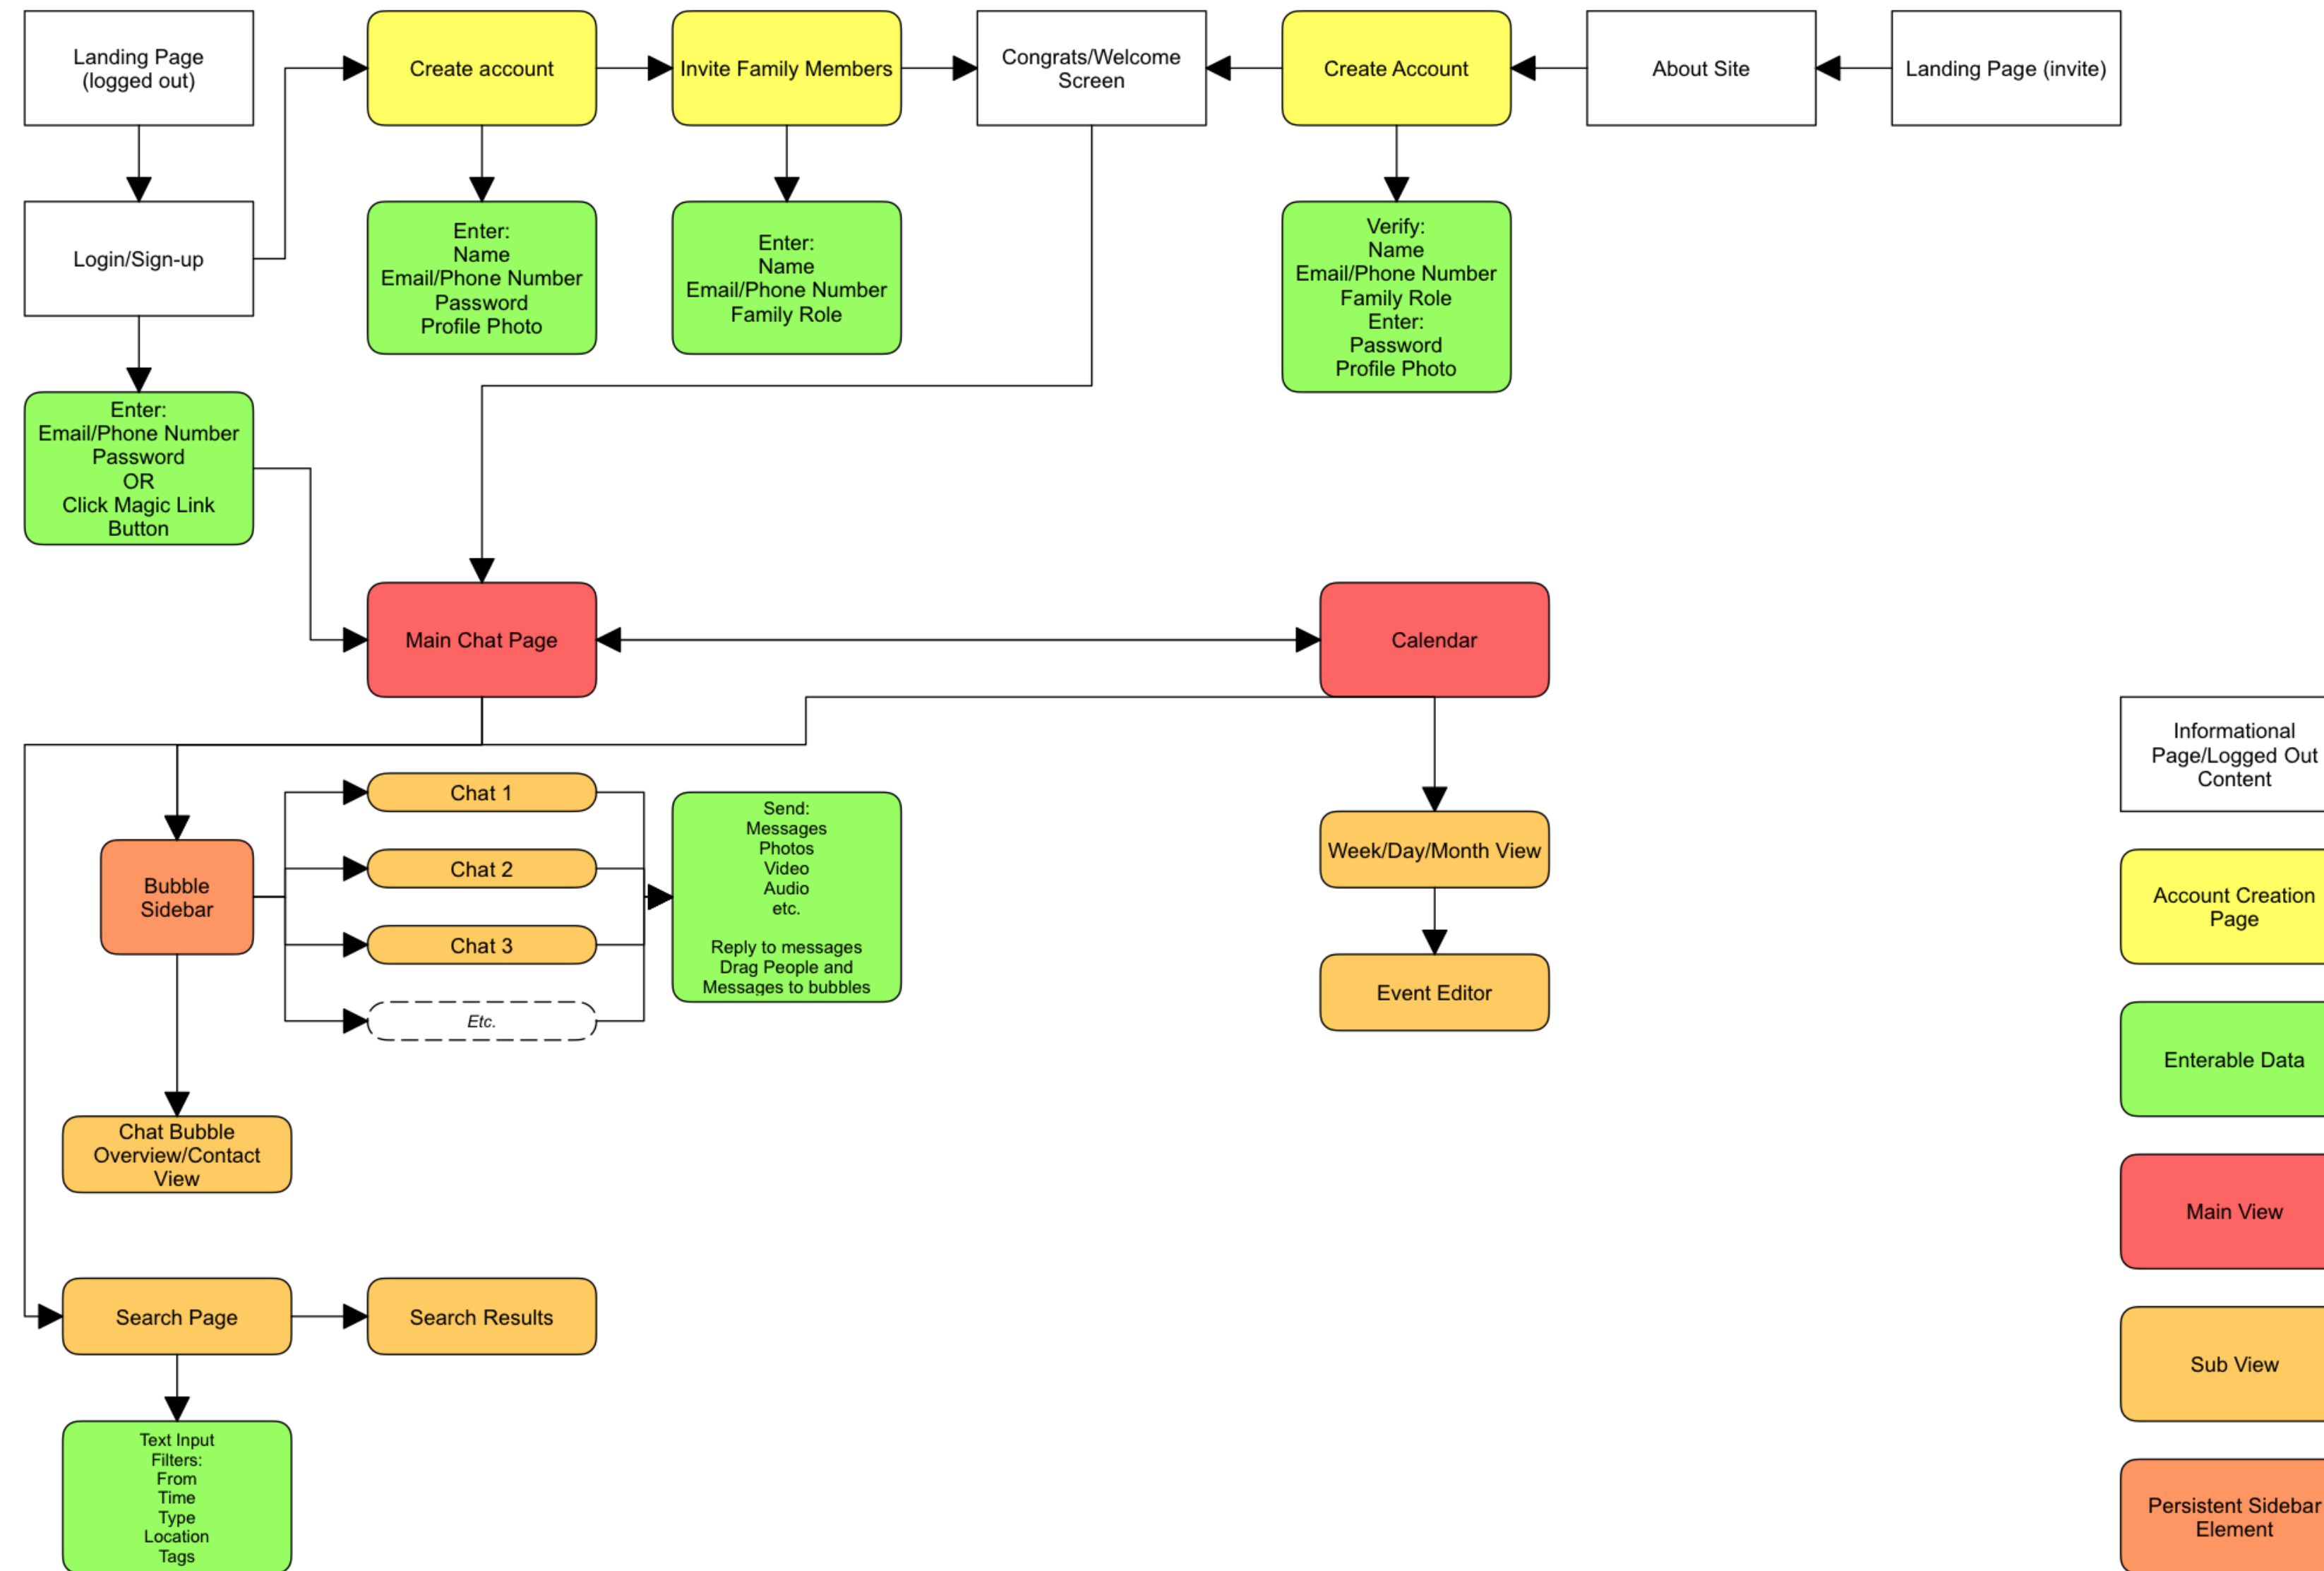 Landing Page
(logged out)
Create account
Invite Family Members
Congrats/Welcome
Screen
Create Account
About Site
Landing Page (invite)
Login/Sign-up
Enter:
Name
Email/Phone Number
Password
Profile Photo
Enter:
Name
Email/Phone Number
Family Role
Verify:
Name
Email/Phone Number
Family Role
Enter:
Password
Profile Photo
Enter:
Email/Phone Number
Password
OR
Click Magic Link
Button
Main Chat Page
Calendar
Bubble
Sidebar
Chat 1
Chat 2
Chat 3
Etc.
Send:
Messages
Photos
Video
Audio
etc.
Reply to messages
Drag People and
Messages to bubbles
Week/Day/Month View
Event Editor
Chat Bubble
Overview/Contact
View
Search Page
Search Results
Text Input
Filters:
From
Time
Type
Location
Tags
Informational
Page/Logged Out
Content
Account Creation
Page
Enterable Data
Main View
Sub View
Persistent Sidebar
Element